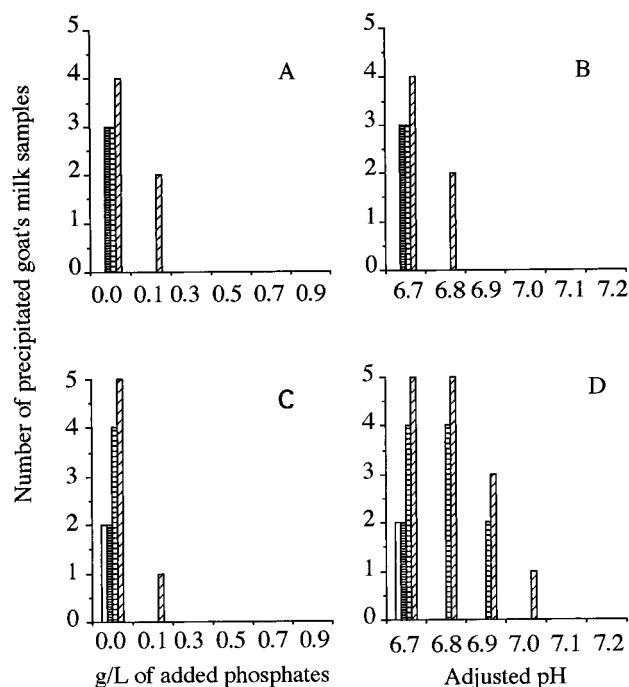 Number of precipitated goat's milk samples
5
4
3
2
1
0
A
0.0 0.1 0.3 0.5 0.7 0.9
5
4
3
2
1
0
B
6.7 6.8 6.9 7.0 7.1 7.2
5
4
3
2
1
0
C
0.0 0.1 0.3 0.5 0.7 0.9
g/L of added phosphates
5
4
3
2
1
0
D
6.7 6.8 6.9 7.0 7.1 7.2
Adjusted pH